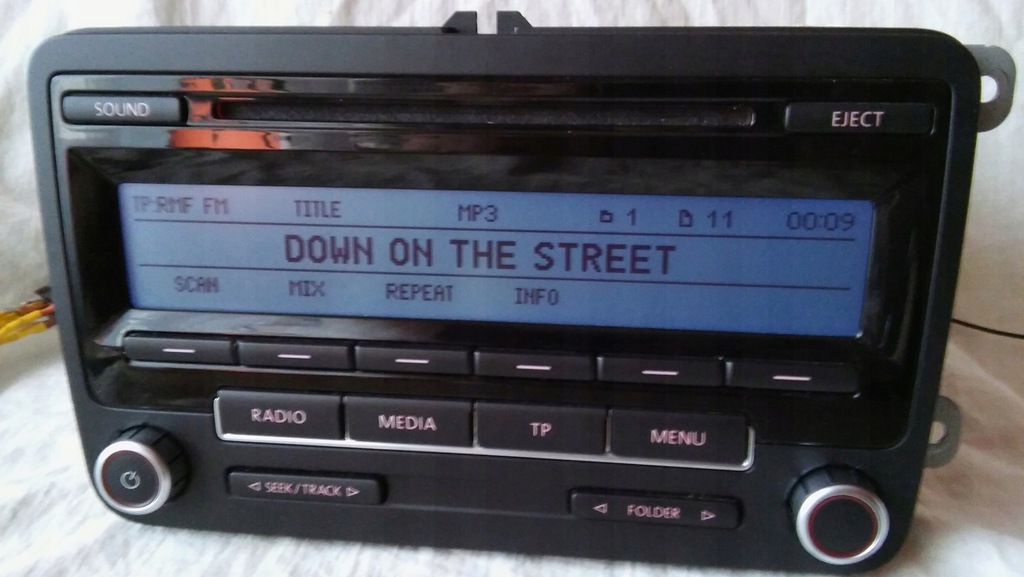 SOUND
EJECT
TP:RMF FM TITLE MP3 1 11 00:09
DOWN ON THE STREET
SCAN MIX REPEAT INFO
RADIO MEDIA TP MENU
SEEK/TRACK
FOLDER